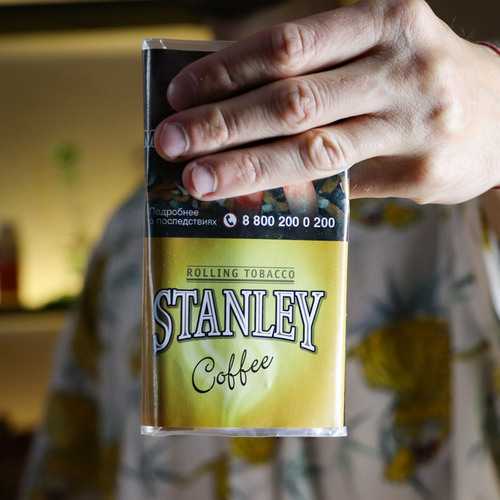 Подробнее
о последствиях 8 800 200 0 200
ROLLING TOBACCO
STANLEY
Coffee